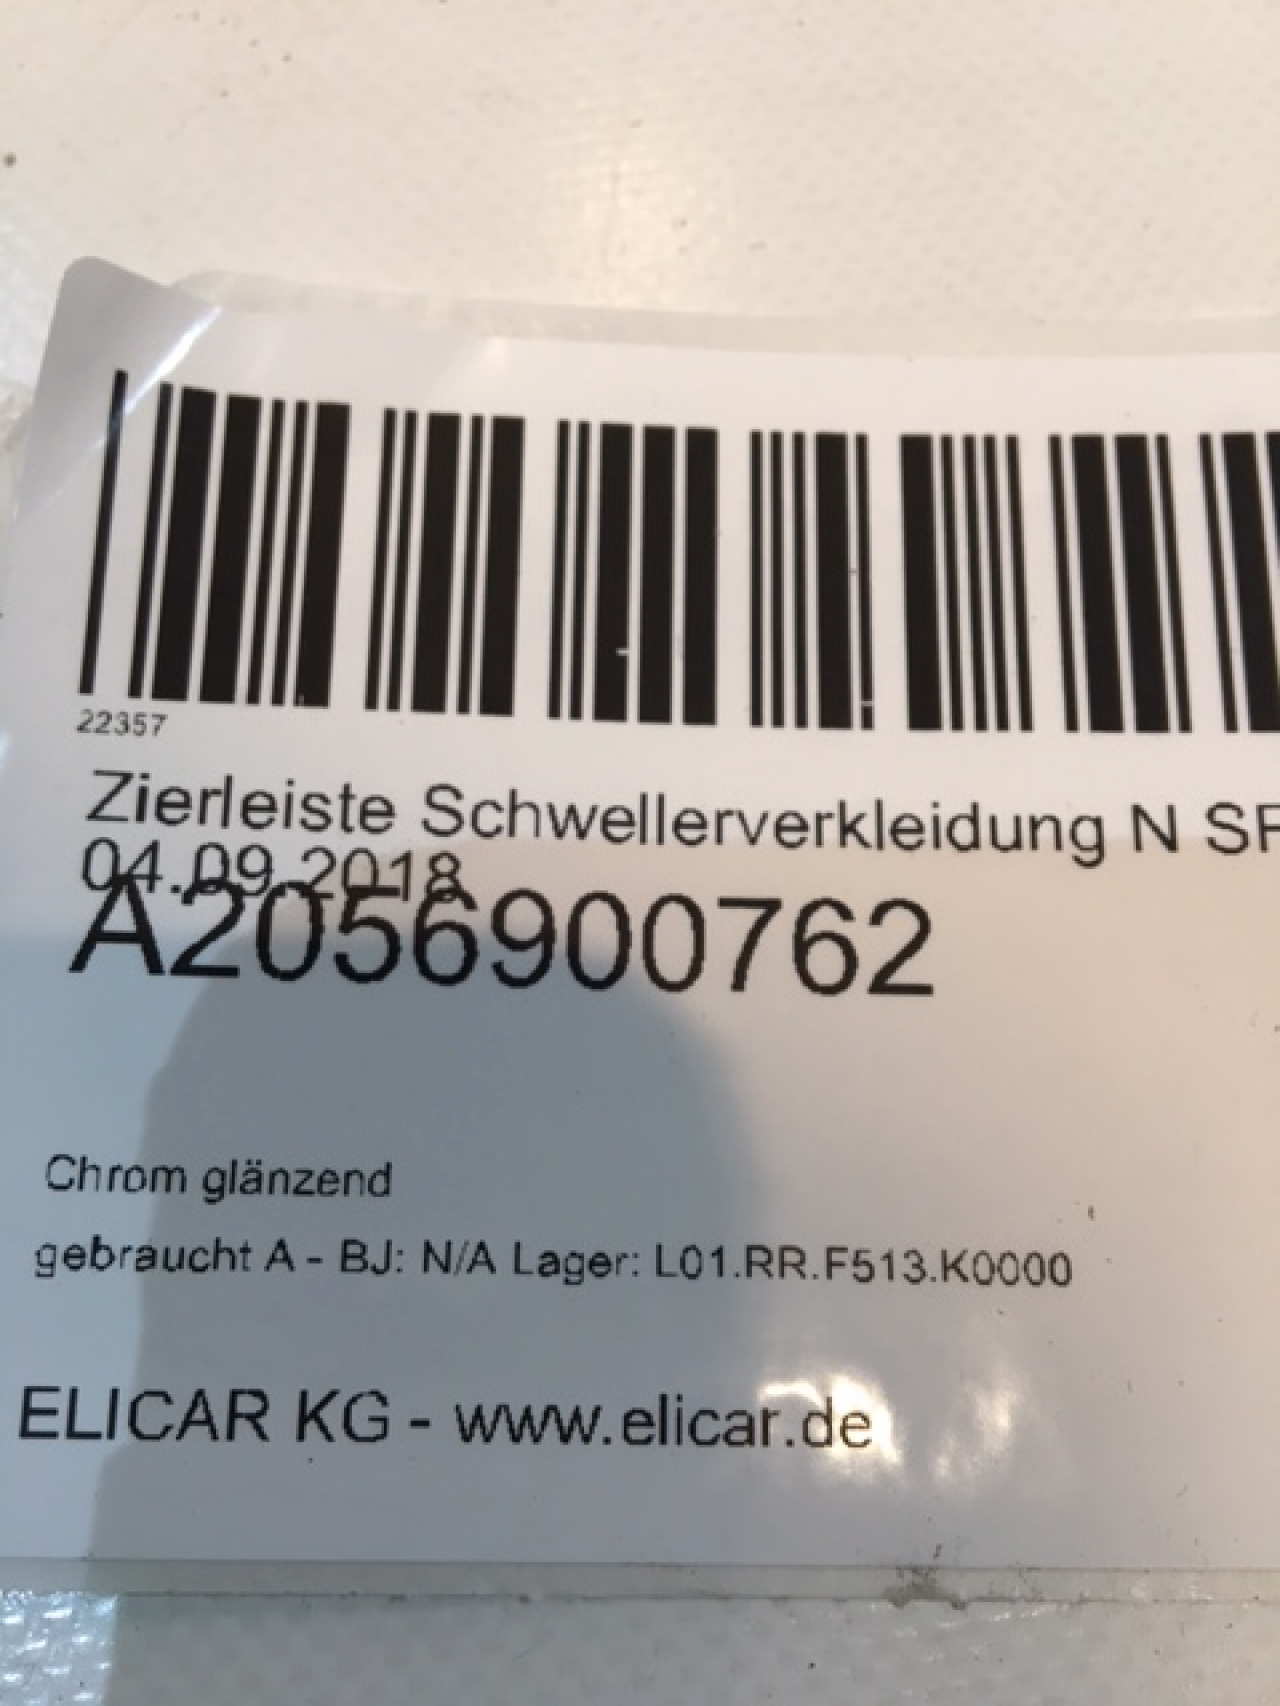 22357
Zierleiste Schwellerverkleidung N
04.09.2018
A2056900762
Chrom glänzend
gebraucht A - BJ: N/A Lager: L01.RR.F513.K0000
ELICAR KG - www.elicar.de